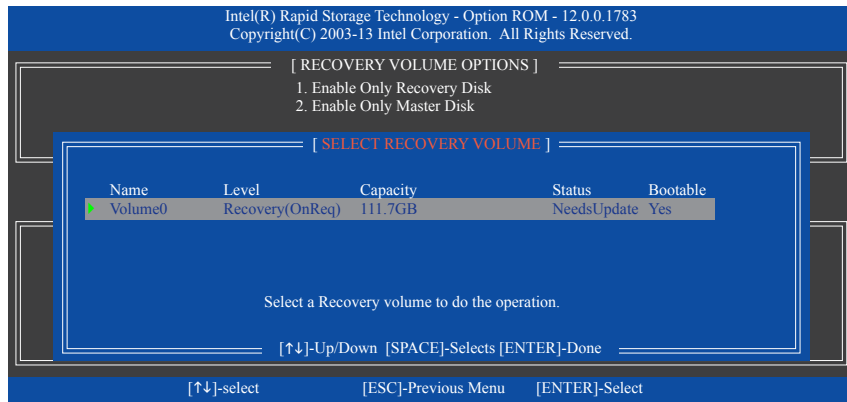 Intel(R) Rapid Storage Technology - Option ROM - 12.0.0.1783
Copyright(C) 2003-13 Intel Corporation.  All Rights Reserved.
[ RECOVERY VOLUME OPTIONS ]
1. Enable Only Recovery Disk
2. Enable Only Master Disk
[ SELECT RECOVERY VOLUME ]
Name Level Capacity Status Bootable
Volume0 Recovery(OnReq) 111.7GB NeedsUpdate Yes
Select a Recovery volume to do the operation.
[↑↓]-Up/Down [SPACE]-Selects [ENTER]-Done
[↑↓]-select [ESC]-Previous Menu [ENTER]-Select